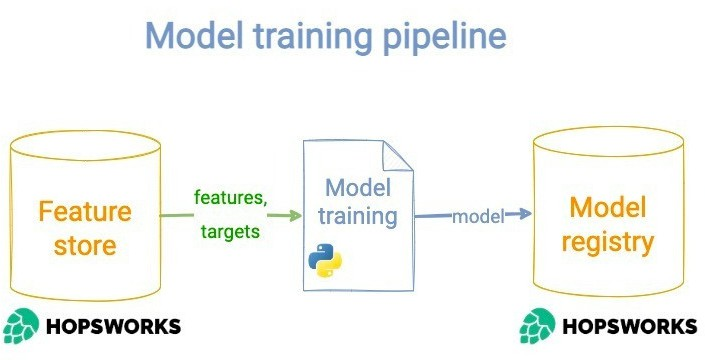 Model training pipeline
Feature
store
features,
targets
Model
training
model
Model
registry
HOPSWORKS
HOPSWORKS